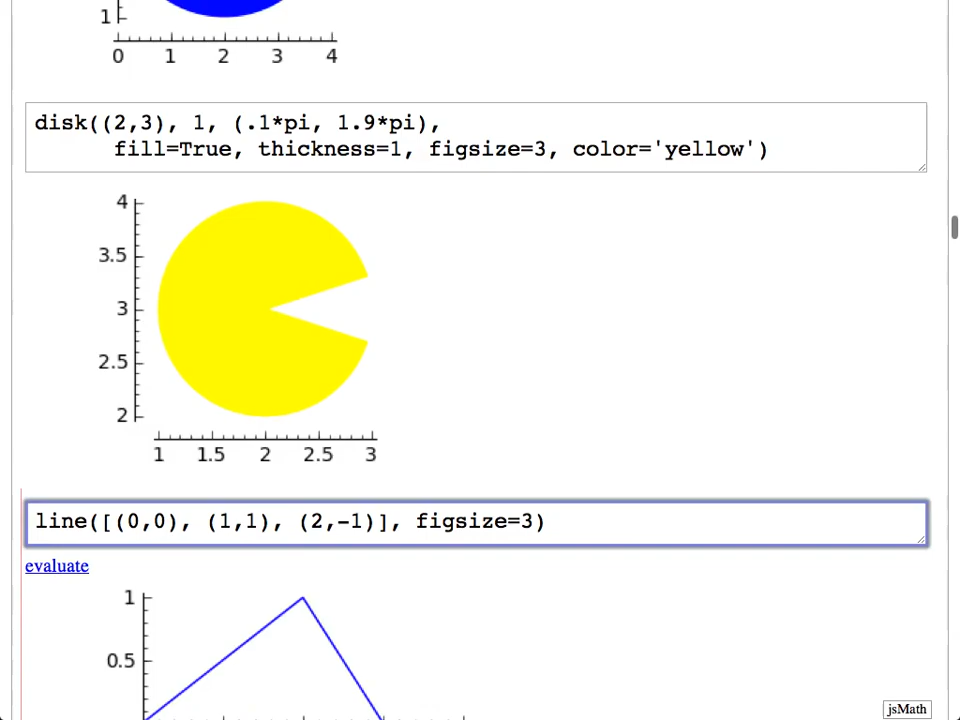 1
0 1 2 3 4
disk((2,3), 1, (.1*pi, 1.9*pi),
fill=True, thickness=1, figsize=3, color='yellow')
4
3.5
3
2.5
2
1 1.5 2 2.5 3
line([(0,0), (1,1), (2,-1)], figsize=3)
evaluate
1
0.5
jsMath